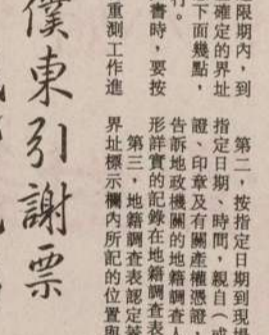 第二，按指定日期到現場
指定日期、時間，親自（或
證、印章及有關產權憑證，
告訴地政機關的地籍調查
形詳實的記錄在地籍調查表
第三，地籍調查表認定著
界址標示欄內所記的位置與
限期內，到
確定的界址
下面幾點，
行。
書時，要按
重測工作進
僕東引謝票